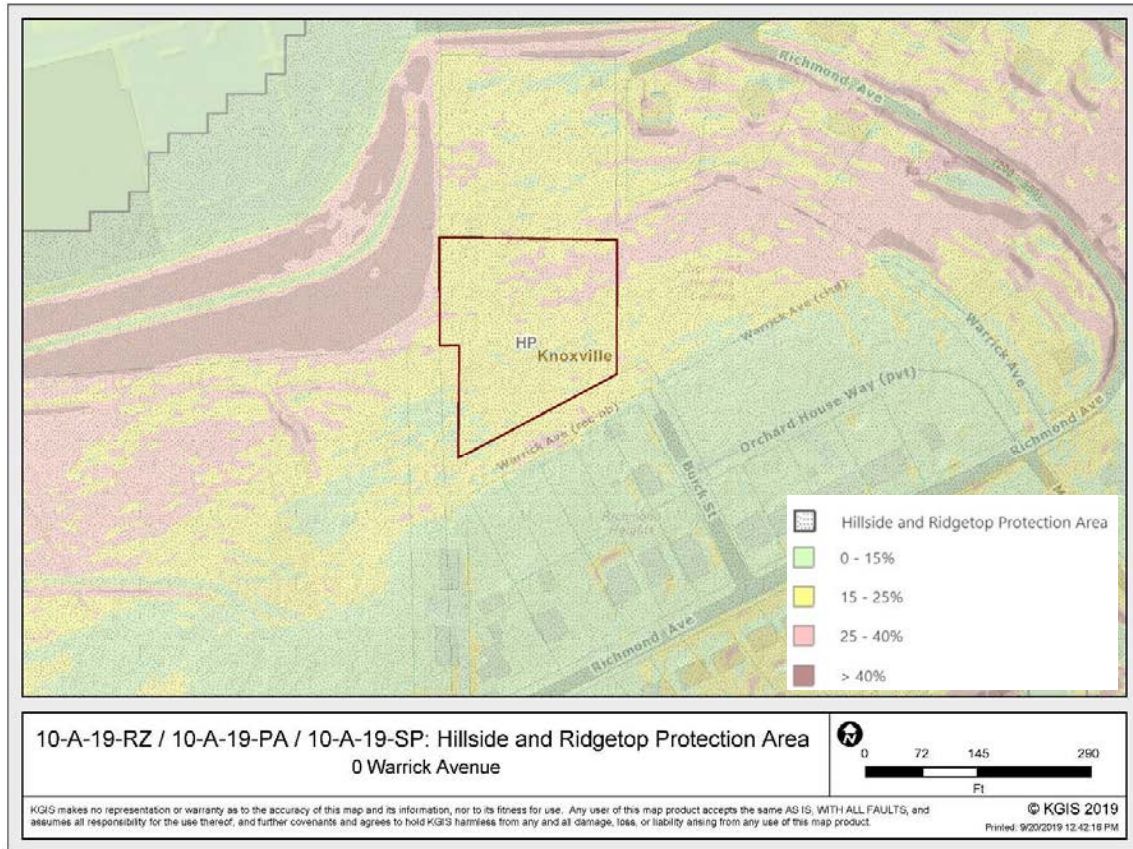 Richmond Ave
Warrick Ave (clsd)
HP
Knoxville
Warrick Ave
Orchard House Way (pvt)
Richmond Ave
Warrick Ave (rec-nb)
Burck St
Richmond
Heights
Richmond Ave
Hillside and Ridgetop Protection Area
0 - 15%
15 - 25%
25 - 40%
> 40%
10-A-19-RZ / 10-A-19-PA / 10-A-19-SP: Hillside and Ridgetop Protection Area
0 Warrick Avenue
N
0 72 145 290
Ft
KGIS makes no representation or warranty as to the accuracy of this map and its information, nor to its fitness for use. Any user of this map product accepts the same AS IS, WITH ALL FAULTS, and
assumes all responsibility for the use thereof, and further covenants and agrees to hold KGIS harmless from any and all damage, loss, or liability arising from any use of this map product.
© KGIS 2019
Printed: 9/20/2019 12:42:16 PM